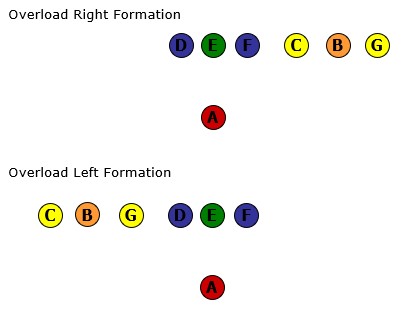 Overload Right Formation
D E F C B G
A
Overload Left Formation
C B G D E F
A